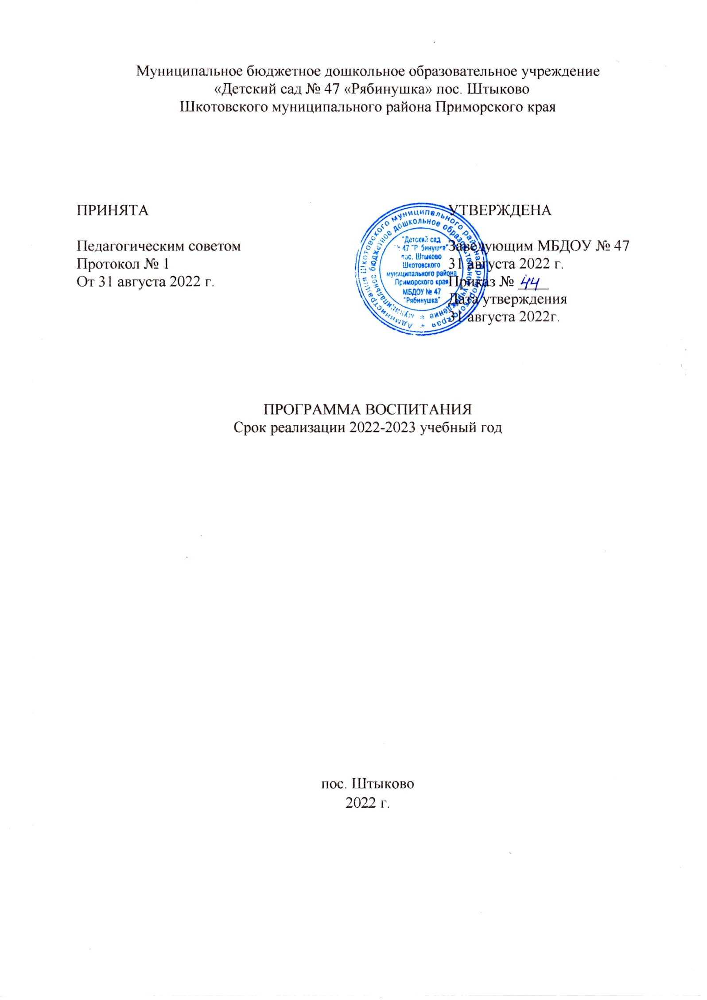 Муниципальное бюджетное дошкольное образовательное учреждение
«Детский сад № 47 «Рябинушка» пос. Штыково
Шкотовского муниципального района Приморского края
ПРИНЯТА
Педагогическим советом
Протокол № 1
От 31 августа 2022 г.
УТВЕРЖДЕНА
Заведующим МБДОУ № 47
31 августа 2022 г.
Приказ № 44
Дата утверждения
31 августа 2022г.
Администрация Шкотовского муниципального района Приморского края *
муниципальное бюджетное дошкольное образовательное учреждение *
"Детский сад
47 "Р бинушка"
пос. Штыково
Шкотовского
муниципального района
Приморского края
МБДОУ № 47
"Рябинушка"
ПРОГРАММА ВОСПИТАНИЯ
Срок реализации 2022-2023 учебный год
пос. Штыково
2022 г.